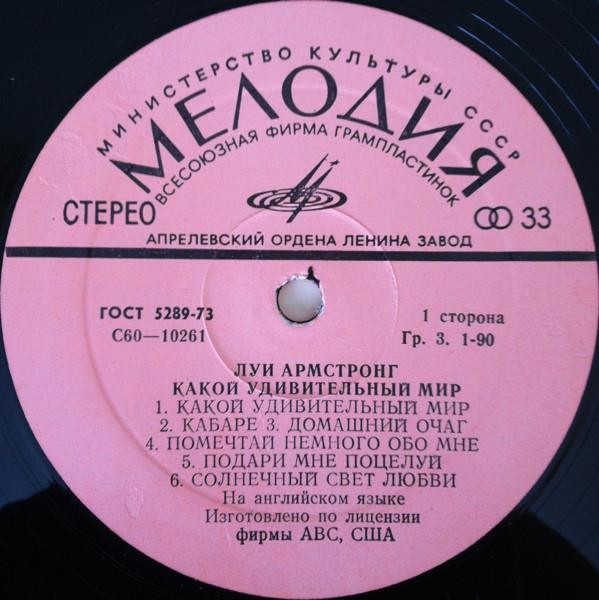 МИНИСТЕРСТВО КУЛЬТУРЫ СССР
МЕЛОДИЯ
ВСЕСОЮЗНАЯ ФИРМА ГРАМПЛАСТИНОК
СТЕРЕО
33
АПРЕЛЕВСКИЙ ОРДЕНА ЛЕНИНА ЗАВОД
ГОСТ 5289-73
С60—10261
1 сторона
Гр. 3. 1-90
ЛУИ АРМСТРОНГ
КАКОЙ УДИВИТЕЛЬНЫЙ МИР
1. КАКОЙ УДИВИТЕЛЬНЫЙ МИР
2. КАБАРЕ 3. ДОМАШНИЙ ОЧАГ
4. ПОМЕЧТАЙ НЕМНОГО ОБО МНЕ
5. ПОДАРИ МНЕ ПОЦЕЛУЙ
6. СОЛНЕЧНЫЙ СВЕТ ЛЮБВИ
На английском языке
Изготовлено по лицензии
фирмы АВС, США